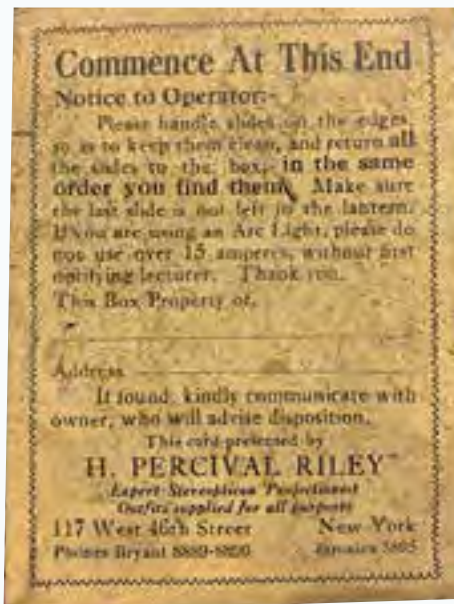 Commence At This End
Notice to Operator:-
Please handle slides on the edges,
so as to keep them clean, and return all
the slides to the box, in the same
order you find them. Make sure
the last slide is not left in the lantern.
If You are using an Arc Light, please do
not use over 15 amperes, without first
notifying lecturer. Thank you.
This Box Property of,
Address
If found, kindly communicate with
owner, who will advise disposition.
This card presented by
H. PERCIVAL RILEY
Expert Stereopticon Projectionist
Outfits supplied for all purposes
117 West 46th Street New York
Phones Bryant Jamaica